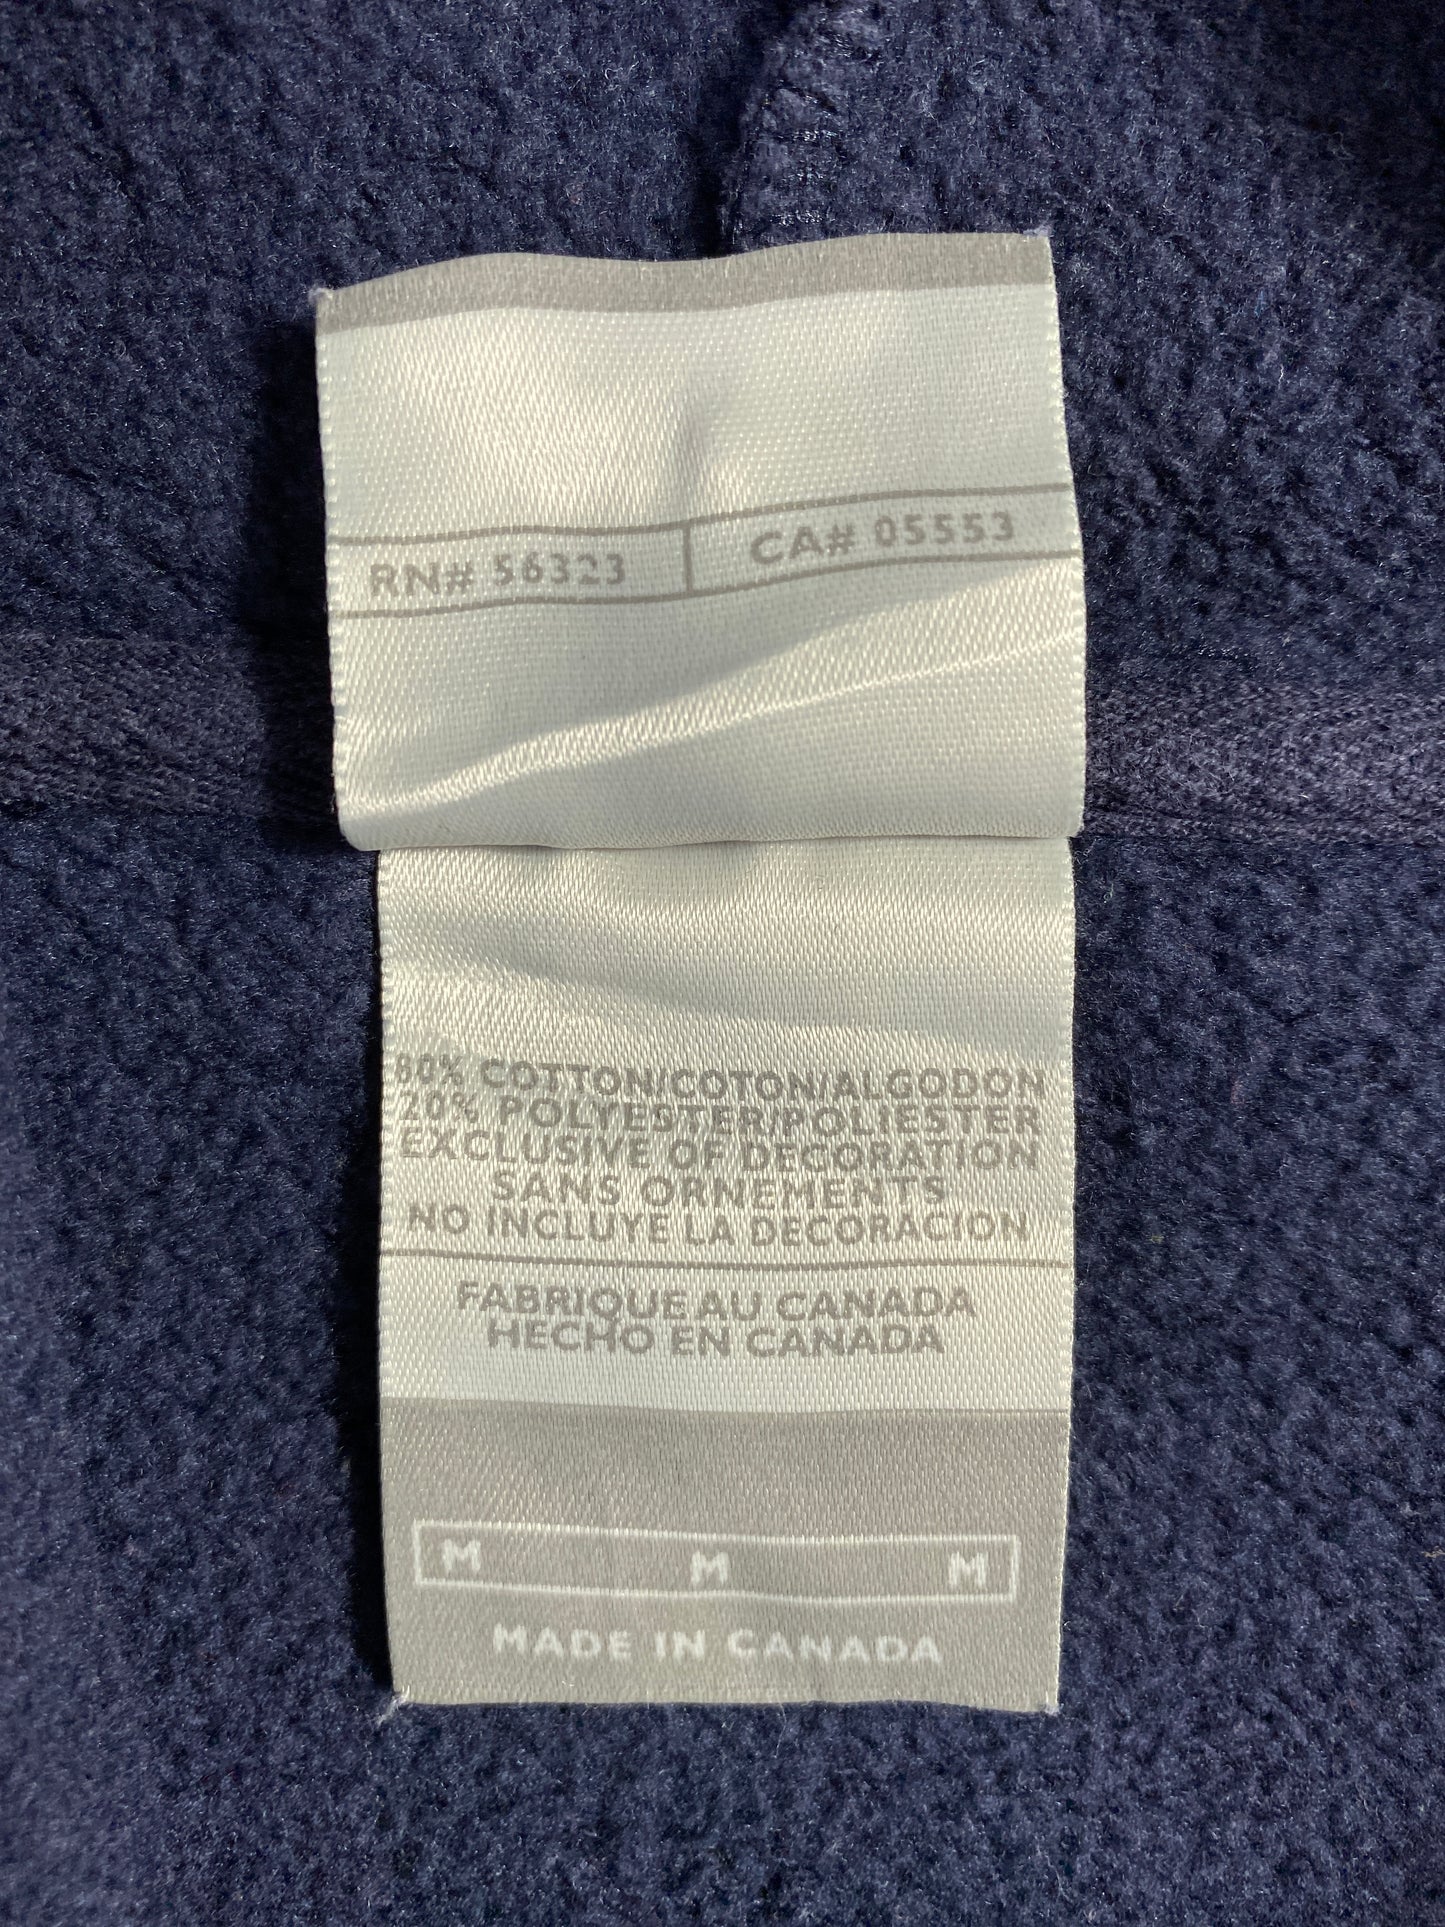 RN# 56323 CA# 05553
80% COTTON/COTON/ALGODON
20% POLYESTER/POLIESTER
EXCLUSIVE OF DECORATION
SANS ORNEMENTS
NO INCLUYE LA DECORACION
FABRIQUE AU CANADA
HECHO EN CANADA
M M M
MADE IN CANADA